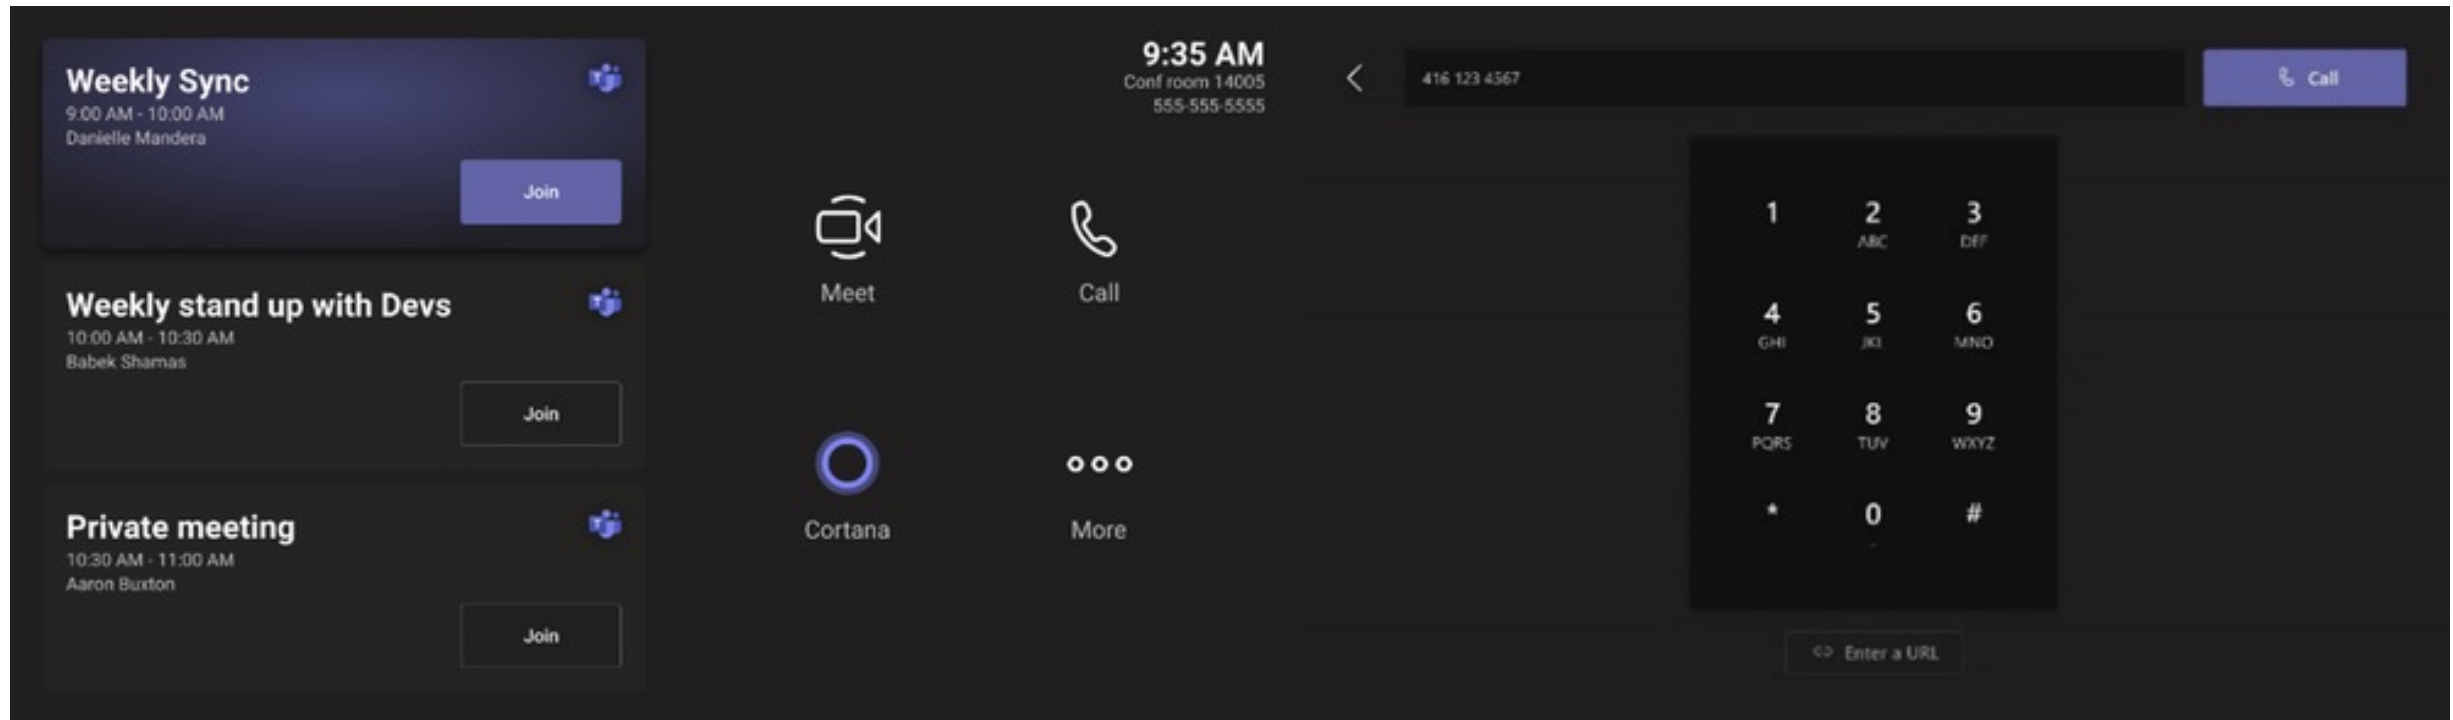 Weekly Sync
9:00 AM - 10:00 AM
Danielle Mandera
Join
Weekly stand up with Devs
10:00 AM - 10:30 AM
Babek Shamas
Join
Private meeting
10:30 AM - 11:00 AM
Aaron Buxton
Join
9:35 AM
Conf room 14005
555-555-5555
Meet
Call
Cortana
More
416 123 4567
Call
1 2 3
ABC DEF
4 5 6
GHI JKL MNO
7 8 9
PQRS TUV WXYZ
* 0 #
Enter a URL